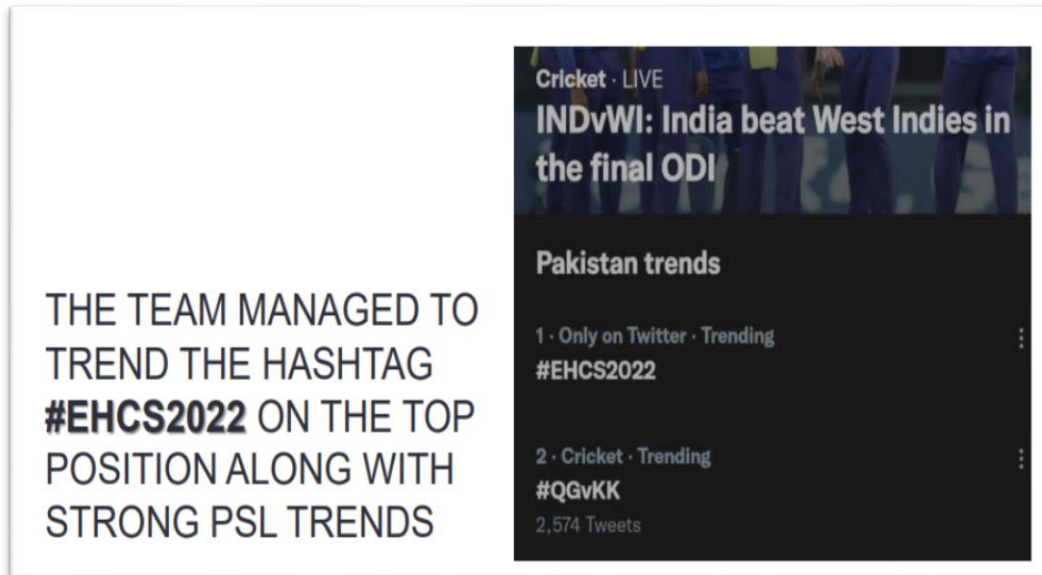 THE TEAM MANAGED TO
TREND THE HASHTAG
#EHCS2022 ON THE TOP
POSITION ALONG WITH
STRONG PSL TRENDS
Cricket · LIVE
INDvWI: India beat West Indies in
the final ODI
Pakistan trends
1 · Only on Twitter · Trending
#EHCS2022
2 · Cricket · Trending
#QGvKK
2,574 Tweets